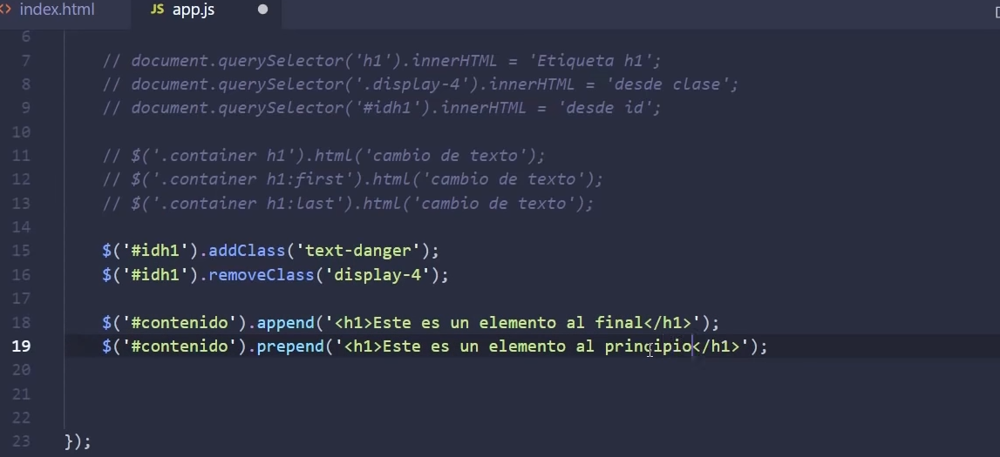 <> index.html JS app.js
6
7 // document.querySelector('h1').innerHTML = 'Etiqueta h1';
8 // document.querySelector('.display-4').innerHTML = 'desde clase';
9 // document.querySelector('#idh1').innerHTML = 'desde id';
10
11 // $('.container h1').html('cambio de texto');
12 // $('.container h1:first').html('cambio de texto');
13 // $('.container h1:last').html('cambio de texto');
14
15 $('#idh1').addClass('text-danger');
16 $('#idh1').removeClass('display-4');
17
18 $('#contenido').append('<h1>Este es un elemento al final</h1>');
19 $('#contenido').prepend('<h1>Este es un elemento al principio</h1>');
20
21
22
23 });